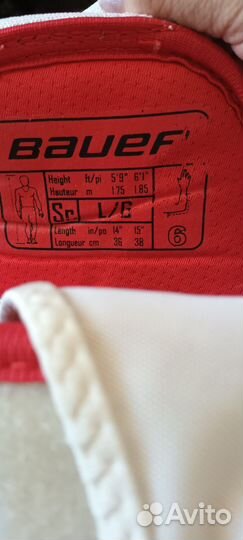 BAUER
Height ft/pi 5'9" 6'1"
Hauteur m 1.75 1.85
Sr L/G
Length in/po 14" 15"
Longueur cm 36 38
6
Avito